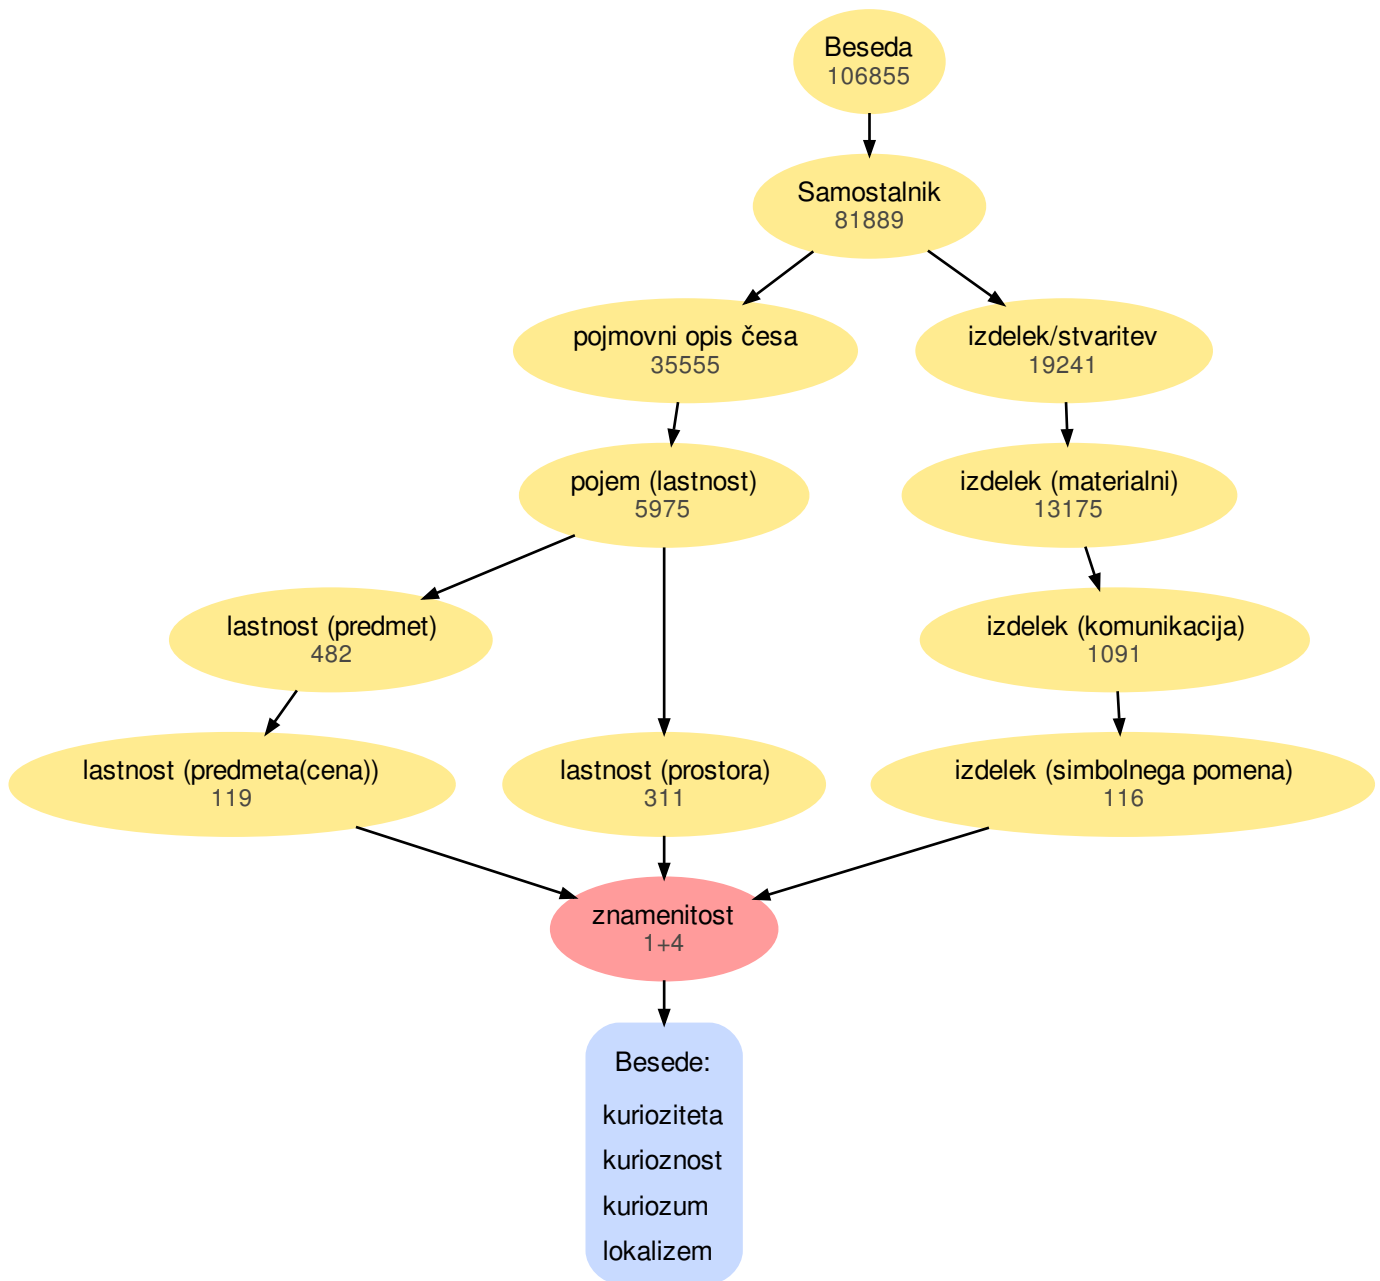 Beseda
106855
Samostalnik
81889
pojmovni opis česa
35555
izdelek/stvaritev
19241
pojem (lastnost)
5975
izdelek (materialni)
13175
lastnost (predmet)
482
izdelek (komunikacija)
1091
lastnost (predmeta(cena))
119
lastnost (prostora)
311
izdelek (simbolnega pomena)
116
znamenitost
1+4
Besede:
kurioziteta
kurioznost
kuriozum
lokalizem